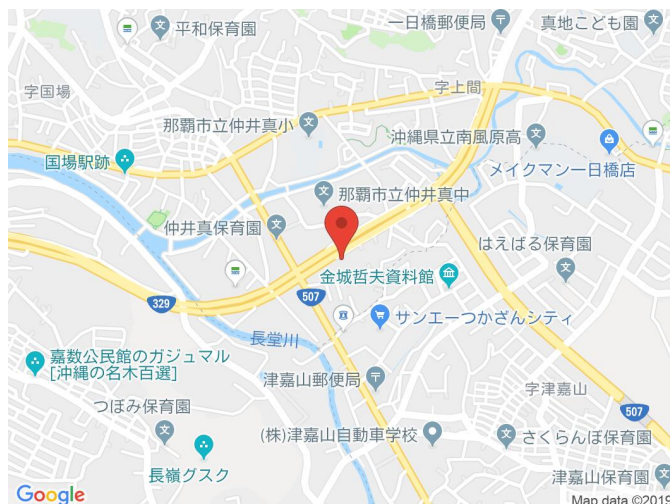 平和保育園
一日橋郵便局
真地こども園
字国場
字上間
那覇市立仲井真小
沖縄県立南風原高
国場駅跡
メイクマン一日橋店
那覇市立仲井真中
仲井真保育園
はえばる保育園
金城哲夫資料館
329
507
サンエーつかざんシティ
長堂川
嘉数公民館のガジュマル
[沖縄の名木百選]
津嘉山郵便局
字津嘉山
つぼみ保育園
507
(株)津嘉山自動車学校
さくらんぼ保育園
長嶺グスク
津嘉山保育園
Google
Map data ©2019